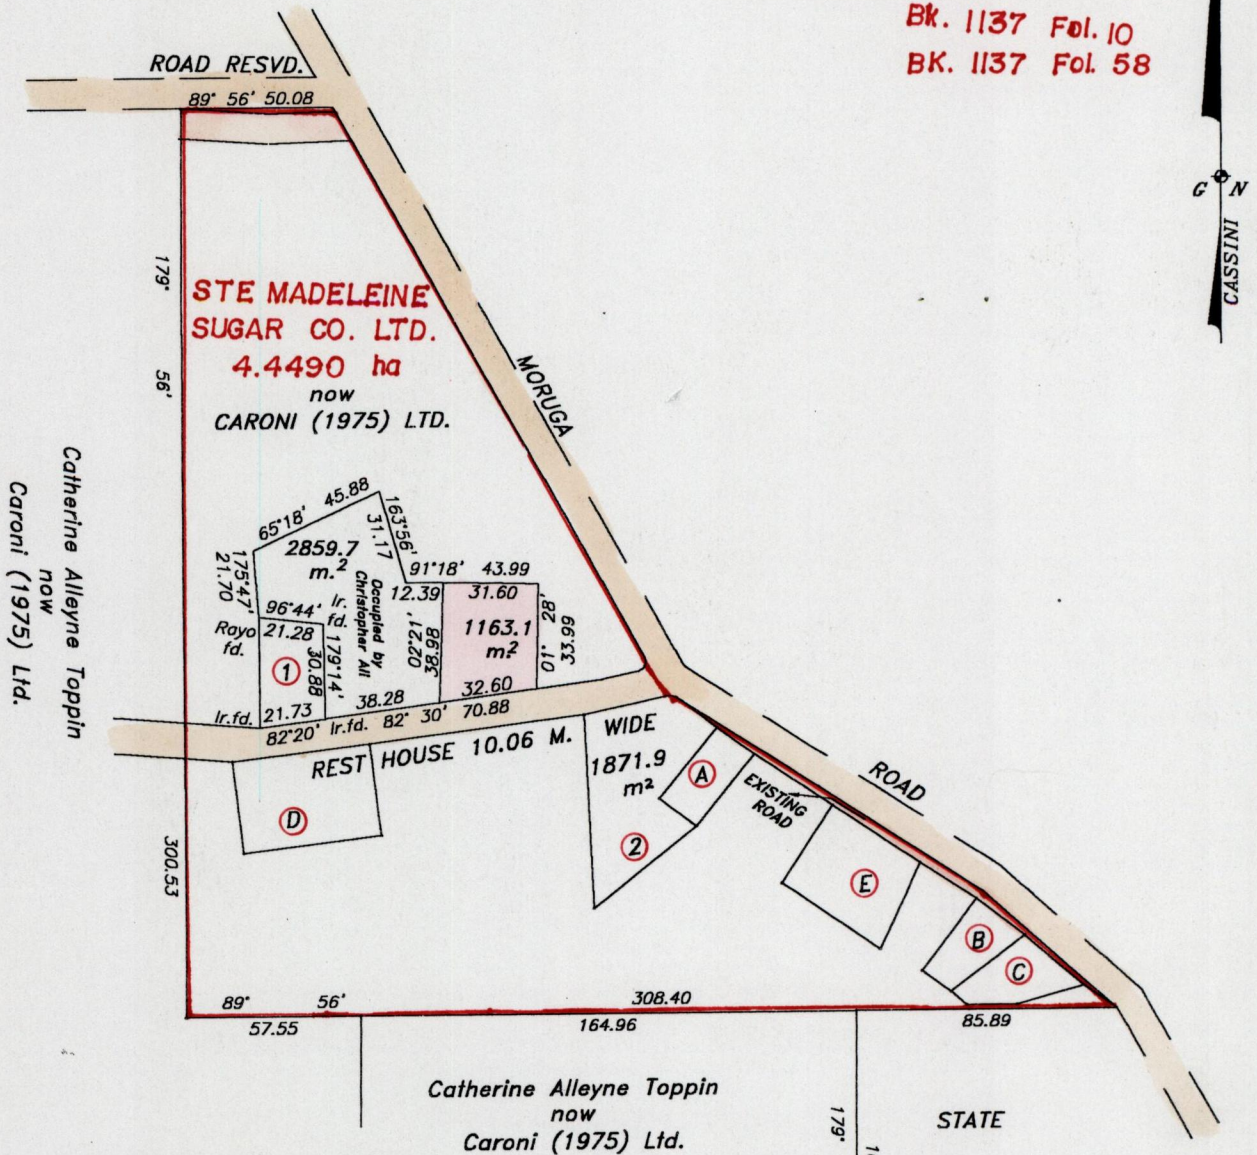 BK. 1137 Fol. 10
BK. 1137 Fol. 58
ROAD RESVD.
89° 56' 50.08
G N
CASSINI
179° 56' 300.53
STE MADELEINE
SUGAR CO. LTD.
4.4490 ha
now
CARONI (1975) LTD.
MORUGA
Catherine Alleyne Toppin
now
Caroni (1975) Ltd.
65°18' 45.88
163°56'
31.17
2859.7
m.²
175°47'
21.70
91°18' 43.99
12.39
31.60
Occupied by
Christopher Ali
96°44'
Ir.
fd.
Rayo
fd.
21.28
1
179°14'
30.88
0°22'
38.98
1163.1
m²
0° 28'
33.99
32.60
Ir.fd.
21.73
38.28
82°20' Ir.fd. 82° 30' 70.88
REST HOUSE 10.06 M. WIDE
1871.9
m²
A
EXISTING
ROAD
ROAD
D
2
E
B
C
89° 56' 308.40
57.55
164.96
85.89
Catherine Alleyne Toppin
now
Caroni (1975) Ltd.
179°
STATE